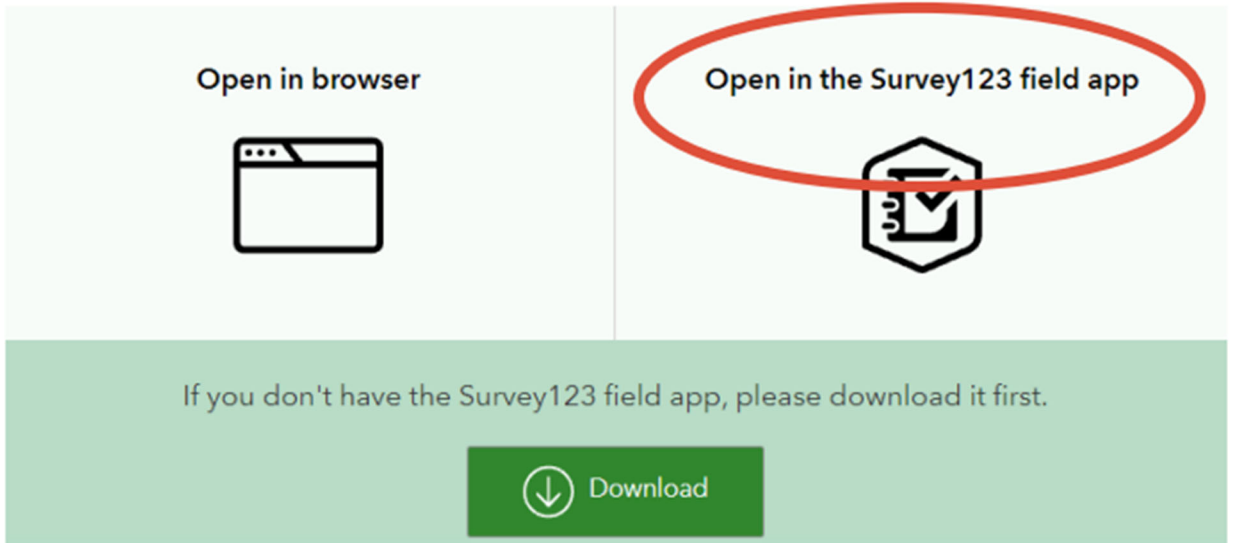 Open in browser
Open in the Survey123 field app
If you don't have the Survey123 field app, please download it first.
Download